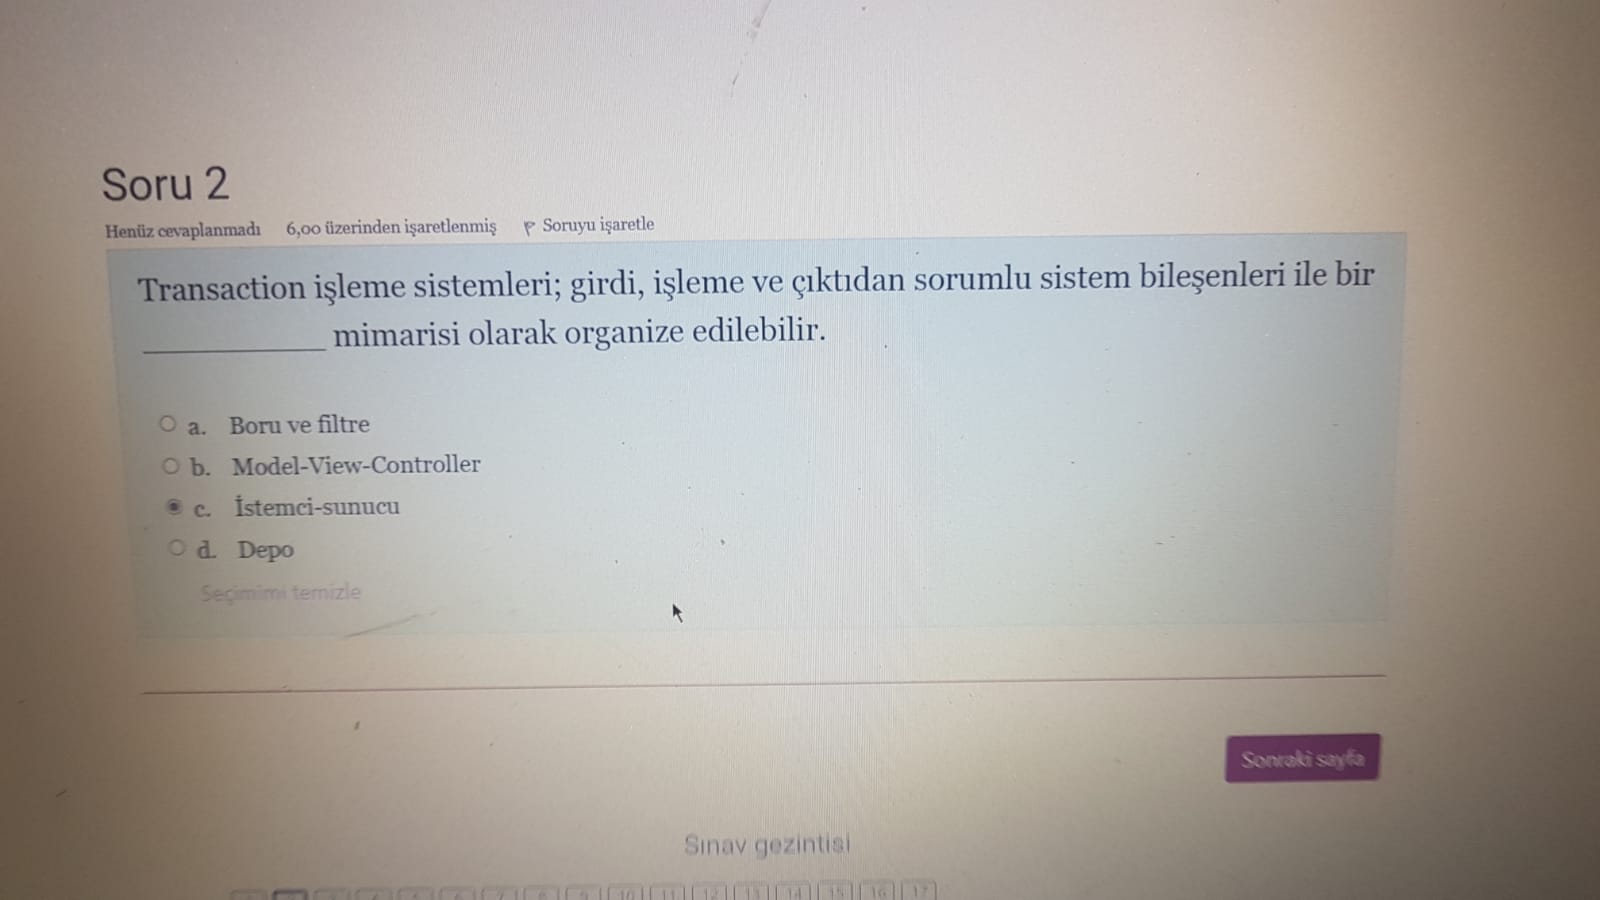 Soru 2
Henüz cevaplanmadı 6,00 üzerinden işaretlenmiş Soruyu işaretle
Transaction işleme sistemleri; girdi, işleme ve çıktıdan sorumlu sistem bileşenleri ile bir
____________ mimarisi olarak organize edilebilir.
a. Boru ve filtre
b. Model-View-Controller
c. İstemci-sunucu
d. Depo
Seçimimi temizle
Sonraki sayfa
Sınav gezintisi
10 11 12 13 14 15 16 17